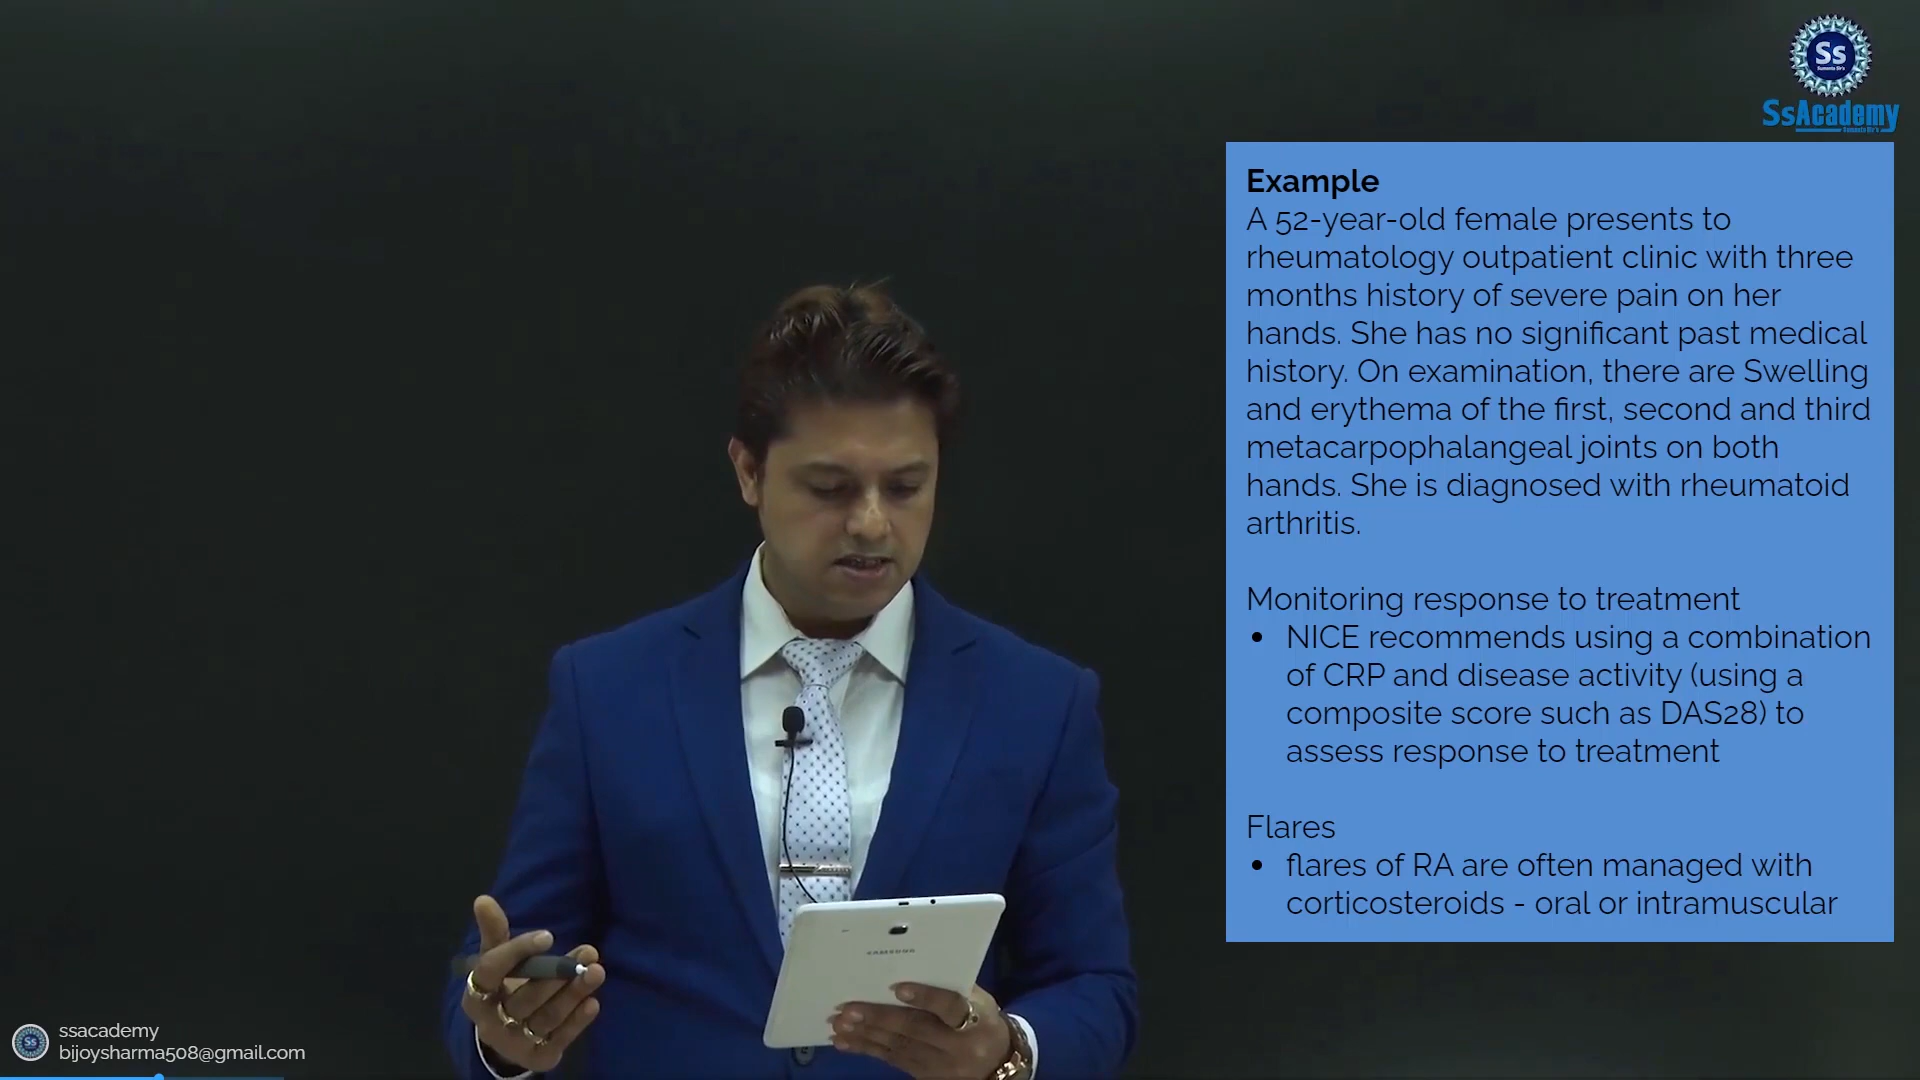 Ss
SsAcademy
Example
A 52-year-old female presents to
rheumatology outpatient clinic with three
months history of severe pain on her
hands. She has no significant past medical
history. On examination, there are Swelling
and erythema of the first, second and third
metacarpophalangeal joints on both
hands. She is diagnosed with rheumatoid
arthritis.
Monitoring response to treatment
• NICE recommends using a combination
of CRP and disease activity (using a
composite score such as DAS28) to
assess response to treatment
Flares
• flares of RA are often managed with
corticosteroids - oral or intramuscular
SAMSUNG
Ss
ssacademy
bijoysharma508@gmail.com